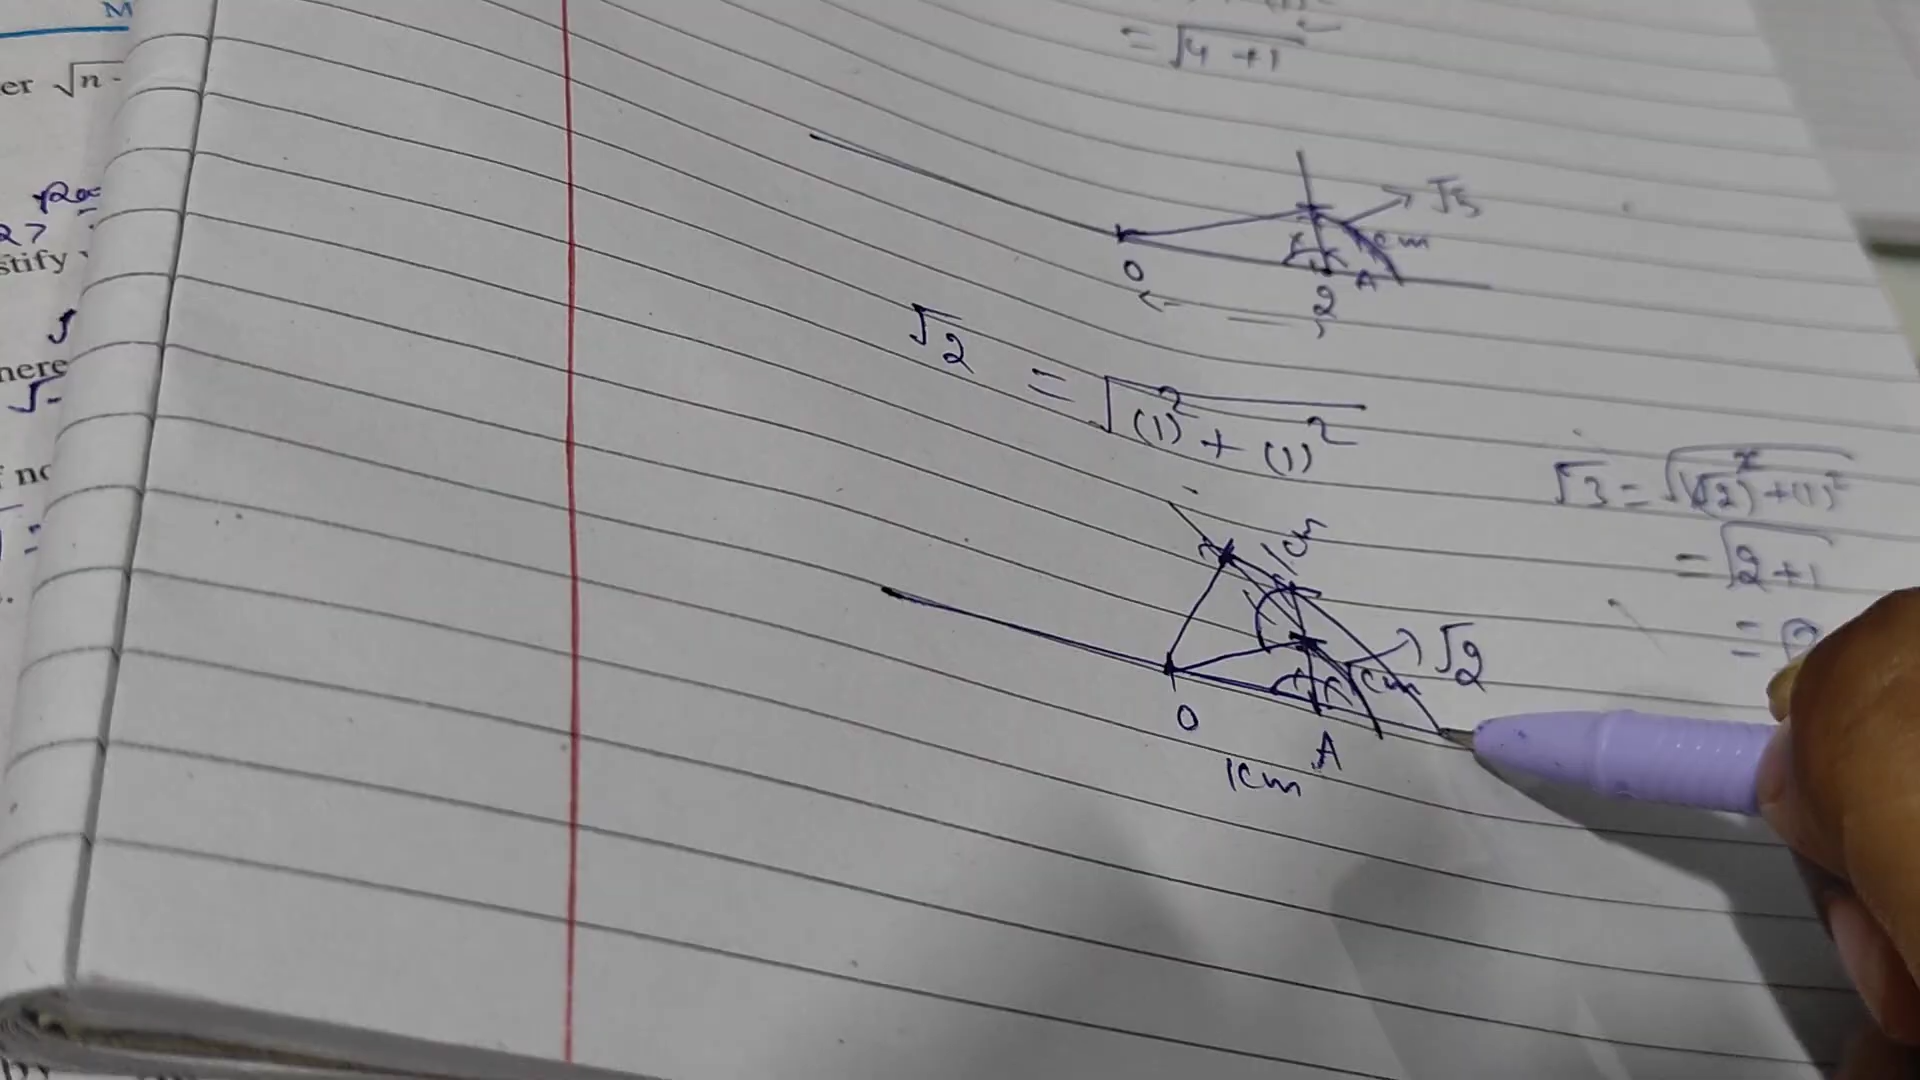 M
er √n -
stify
here
f no
= √4 + 1
√5
1cm
0
A
2
√2 = √(1)² + (1)²
√3 = √(√2)² + (1)²
= √2 + 1
=
1cm
√2
1cm
0
A
1cm